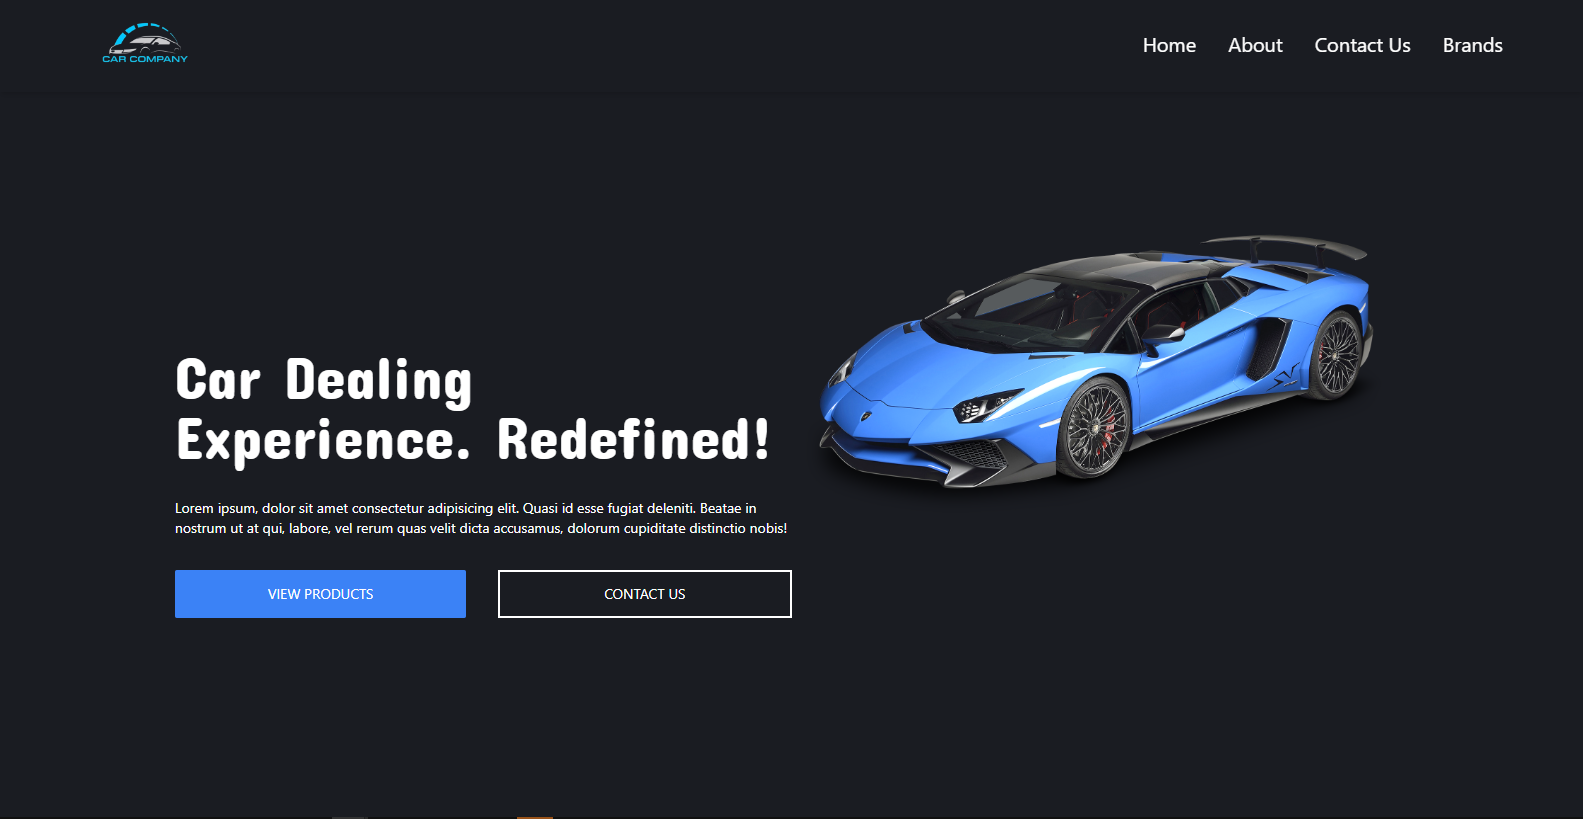 CAR COMPANY
Home About Contact Us Brands
Car Dealing
Experience. Redefined!
Lorem ipsum, dolor sit amet consectetur adipisicing elit. Quasi id esse fugiat deleniti. Beatae in
nostrum ut at qui, labore, vel rerum quas velit dicta accusamus, dolorum cupiditate distinctio nobis!
VIEW PRODUCTS
CONTACT US